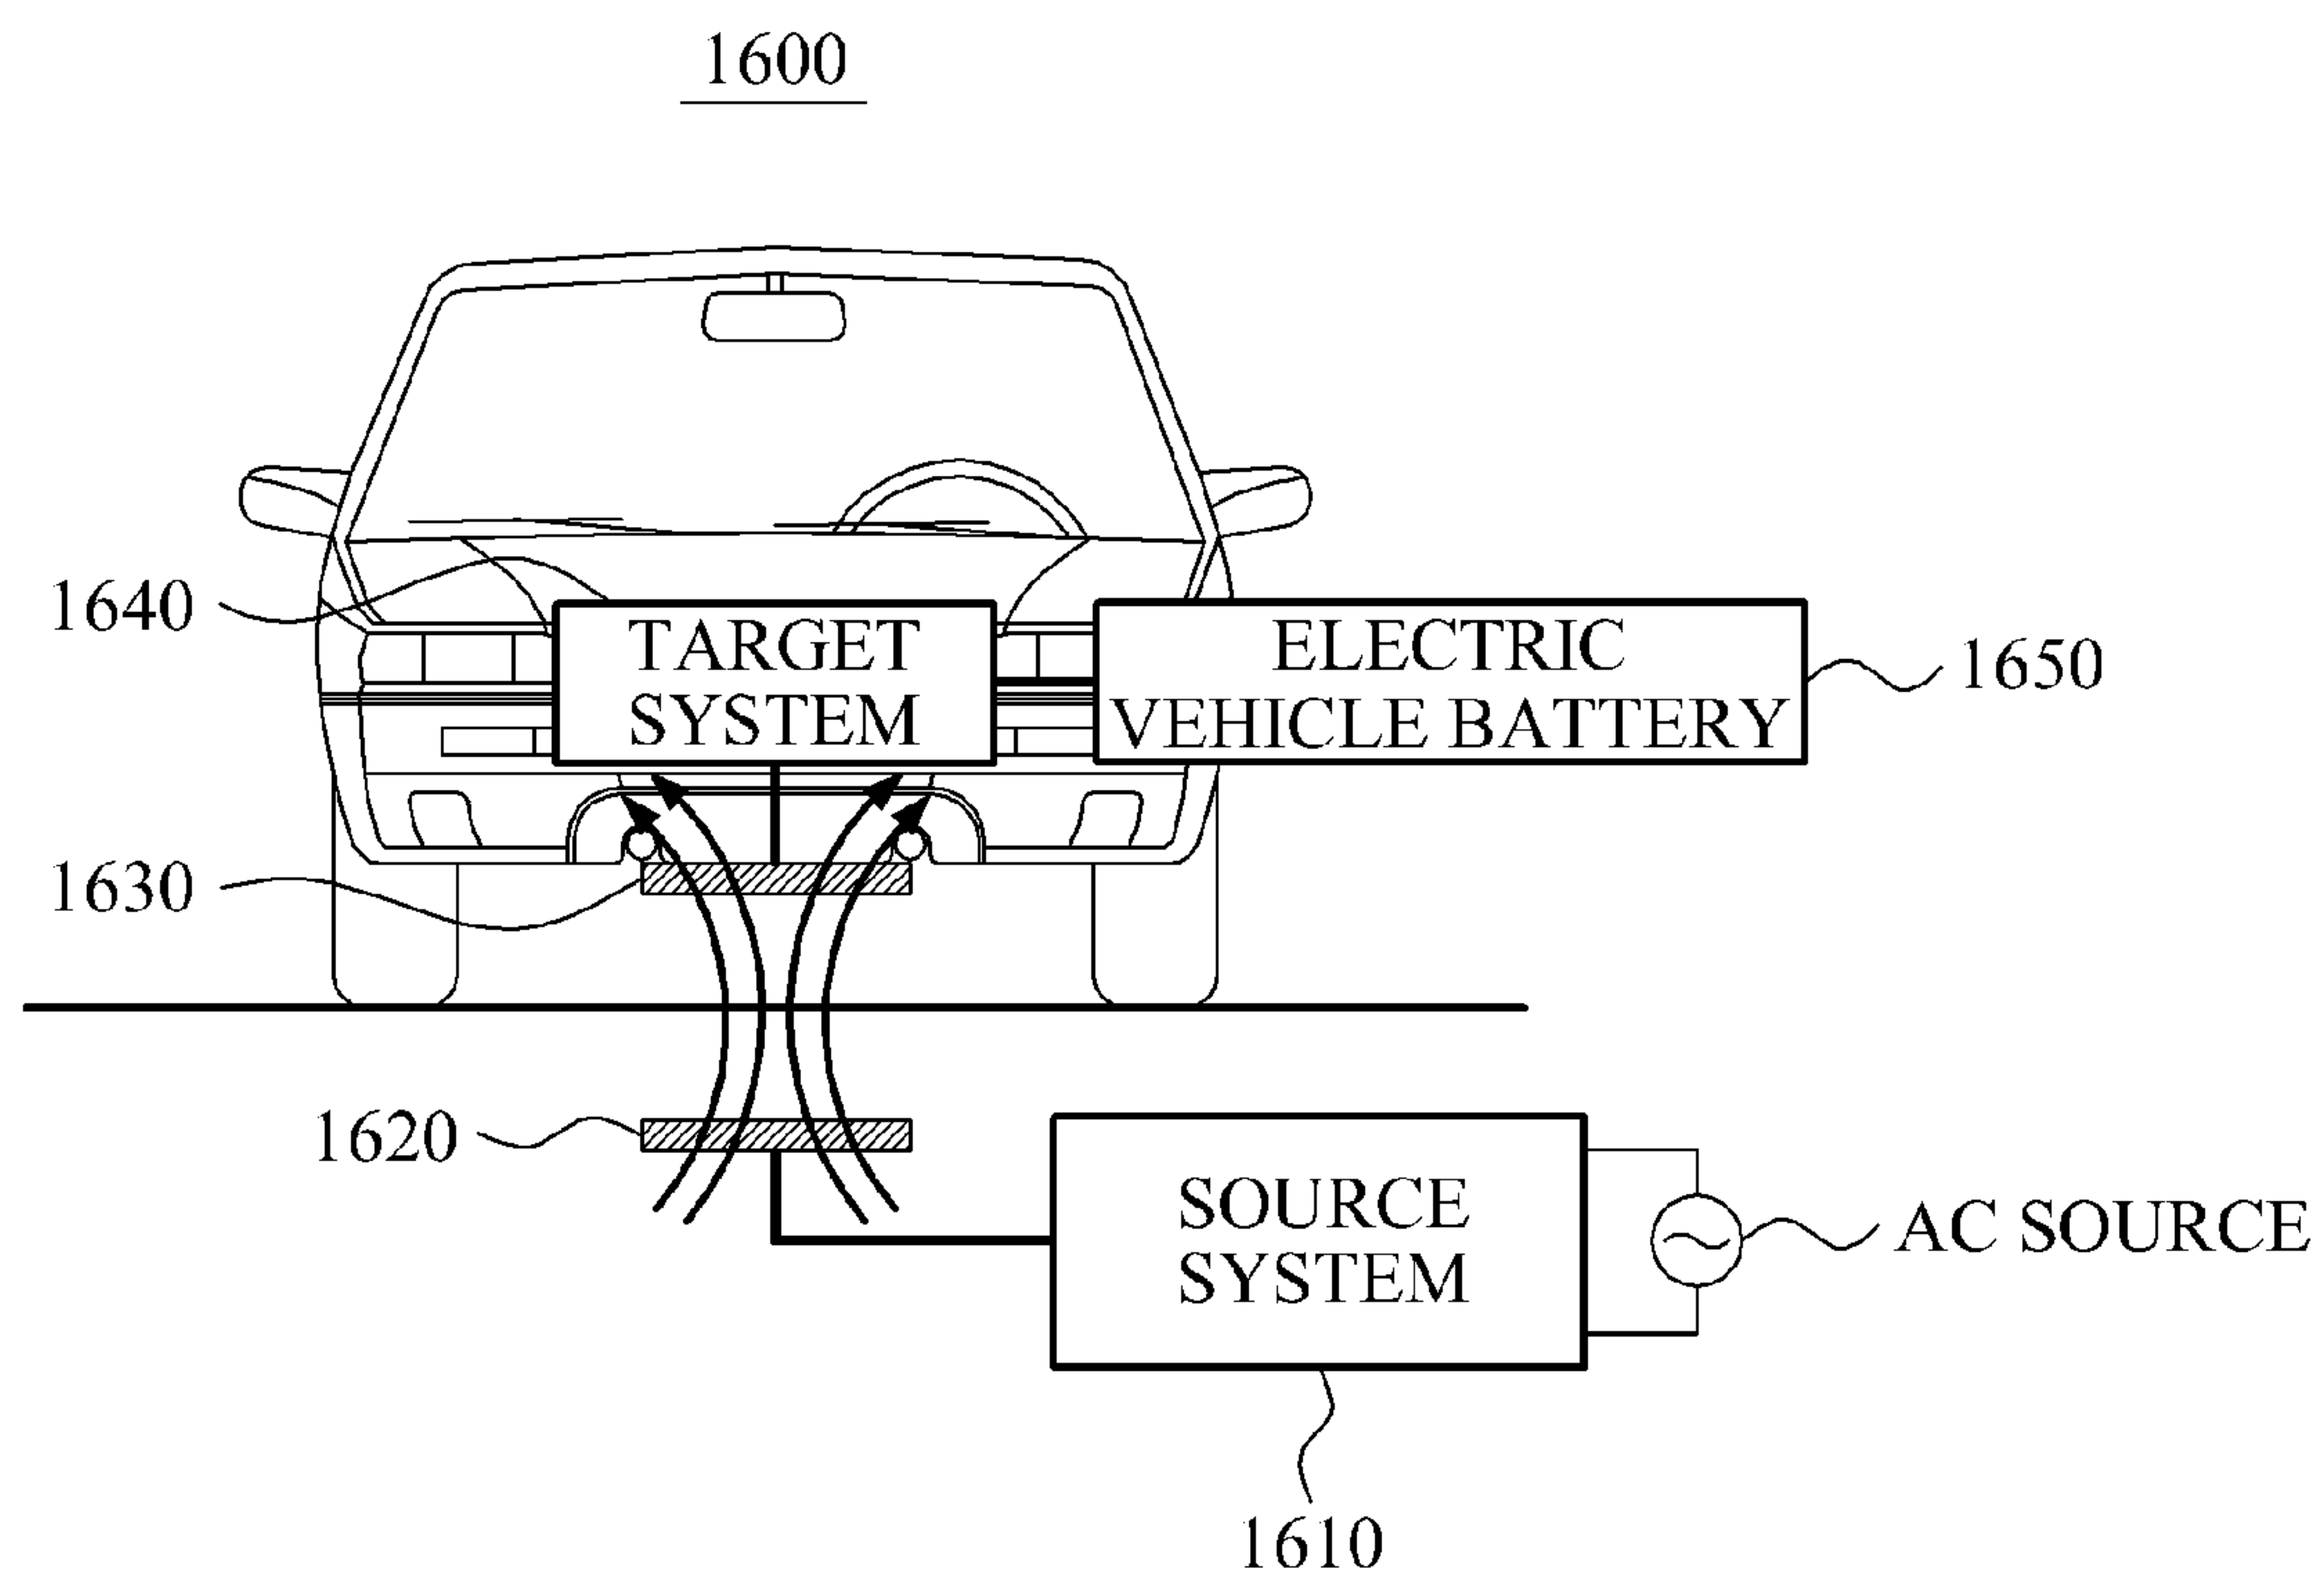 1600
1640
TARGET
SYSTEM
ELECTRIC
VEHICLE BATTERY
1650
1630
1620
SOURCE
SYSTEM
AC SOURCE
1610